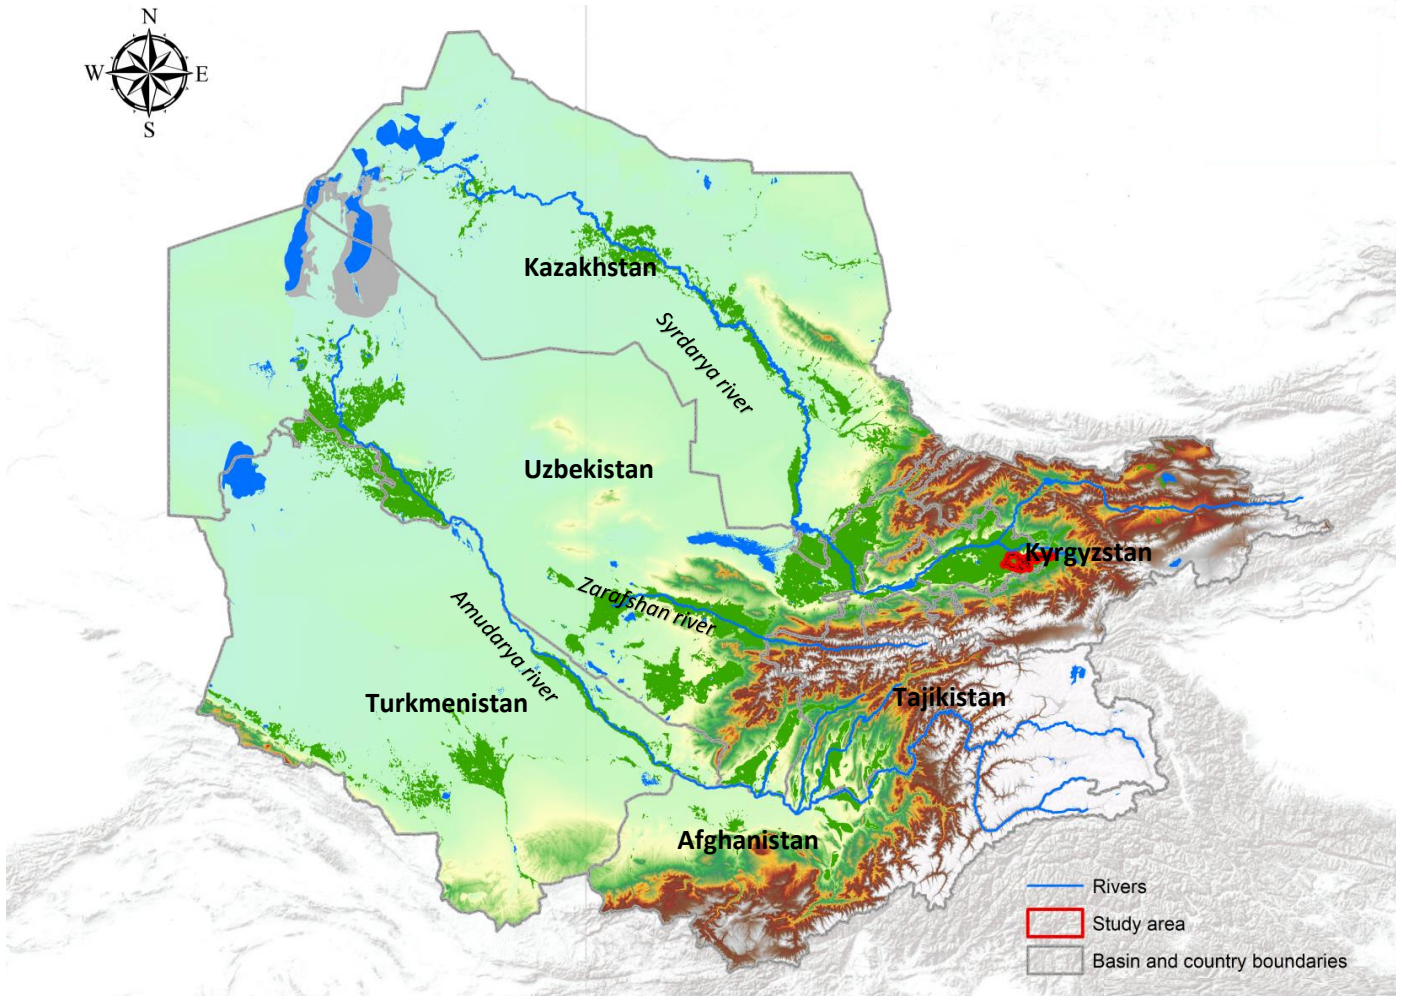 N
W E
S
Kazakhstan
Syrdarya river
Uzbekistan
Kyrgyzstan
Zarafshan river
Amudarya river
Turkmenistan
Tajikistan
Afghanistan
Rivers
Study area
Basin and country boundaries